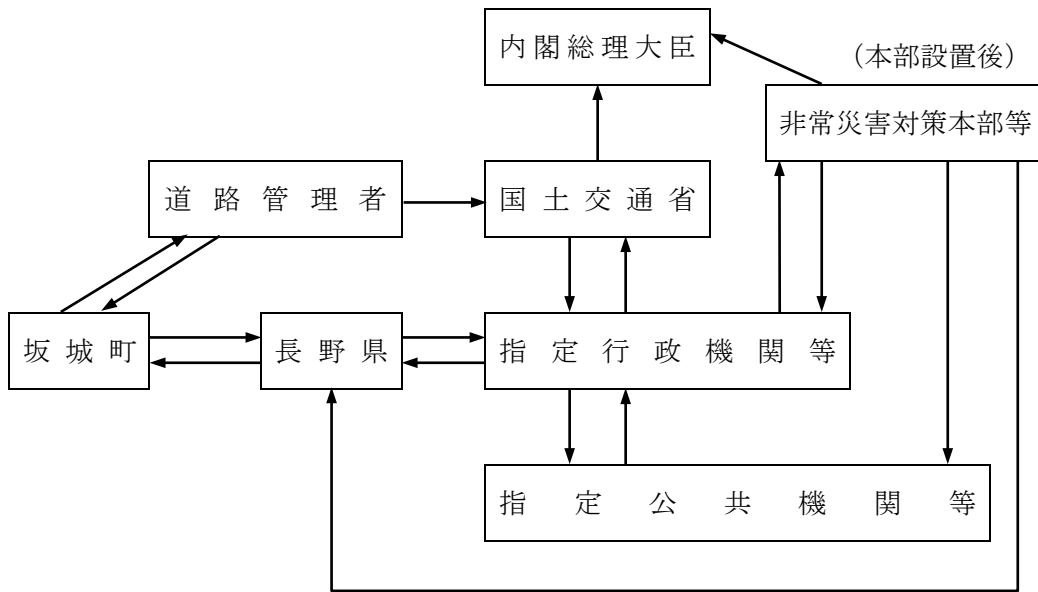 内閣総理大臣
（本部設置後）
非常災害対策本部等
道路管理者
国土交通省
坂城町
長野県
指定行政機関等
指定公共機関等